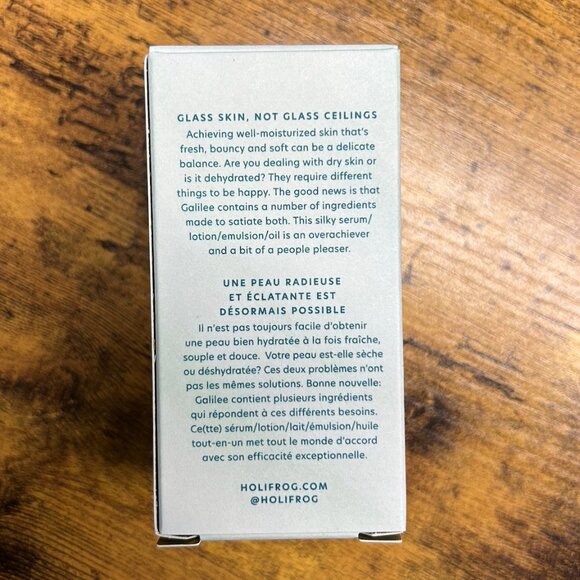 GLASS SKIN, NOT GLASS CEILINGS
Achieving well-moisturized skin that's
fresh, bouncy and soft can be a delicate
balance. Are you dealing with dry skin or
is it dehydrated? They require different
things to be happy. The good news is that
Galilee contains a number of ingredients
made to satiate both. This silky serum/
lotion/emulsion/oil is an overachiever
and a bit of a people pleaser.
UNE PEAU RADIEUSE
ET ÉCLATANTE EST
DÉSORMAIS POSSIBLE
Il n'est pas toujours facile d'obtenir
une peau bien hydratée à la fois fraîche,
souple et douce. Votre peau est-elle sèche
ou déshydratée? Ces deux problèmes n'ont
pas les mêmes solutions. Bonne nouvelle:
Galilee contient plusieurs ingrédients
qui répondent à ces différents besoins.
Ce(tte) sérum/lotion/lait/émulsion/huile
tout-en-un met tout le monde d'accord
avec son efficacité exceptionnelle.
HOLIFROG.COM
@HOLIFROG